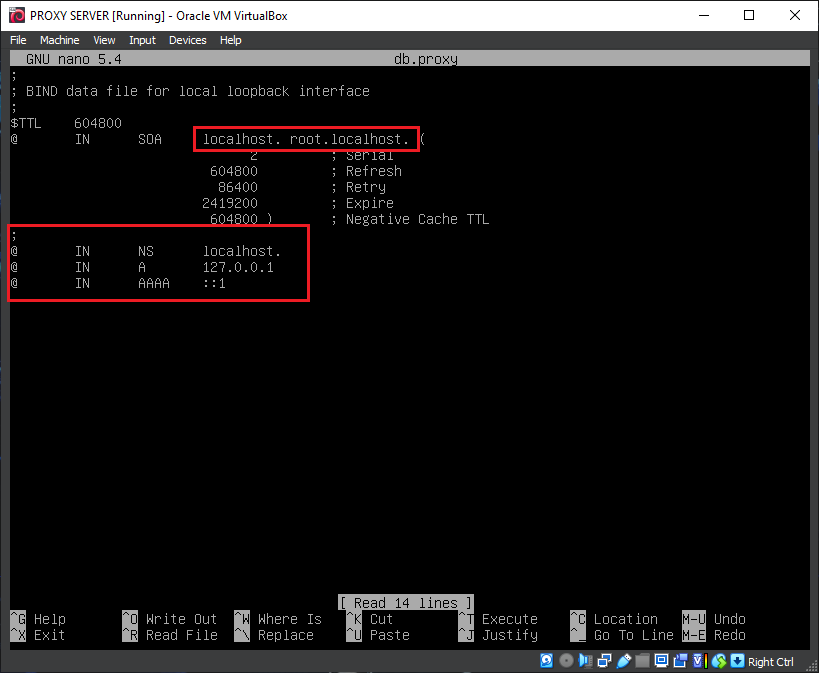 PROXY SERVER [Running] - Oracle VM VirtualBox
File Machine View Input Devices Help
GNU nano 5.4 db.proxy
;
; BIND data file for local loopback interface
;
$TTL 604800
@ IN SOA localhost. root.localhost. (
2 ; Serial
604800 ; Refresh
86400 ; Retry
2419200 ; Expire
604800 ) ; Negative Cache TTL
;
@ IN NS localhost.
@ IN A 127.0.0.1
@ IN AAAA ::1
[ Read 14 lines ]
^G Help ^O Write Out ^W Where Is ^K Cut ^T Execute ^C Location M-U Undo
^X Exit ^R Read File ^\ Replace ^U Paste ^J Justify ^_ Go To Line M-E Redo
Right Ctrl